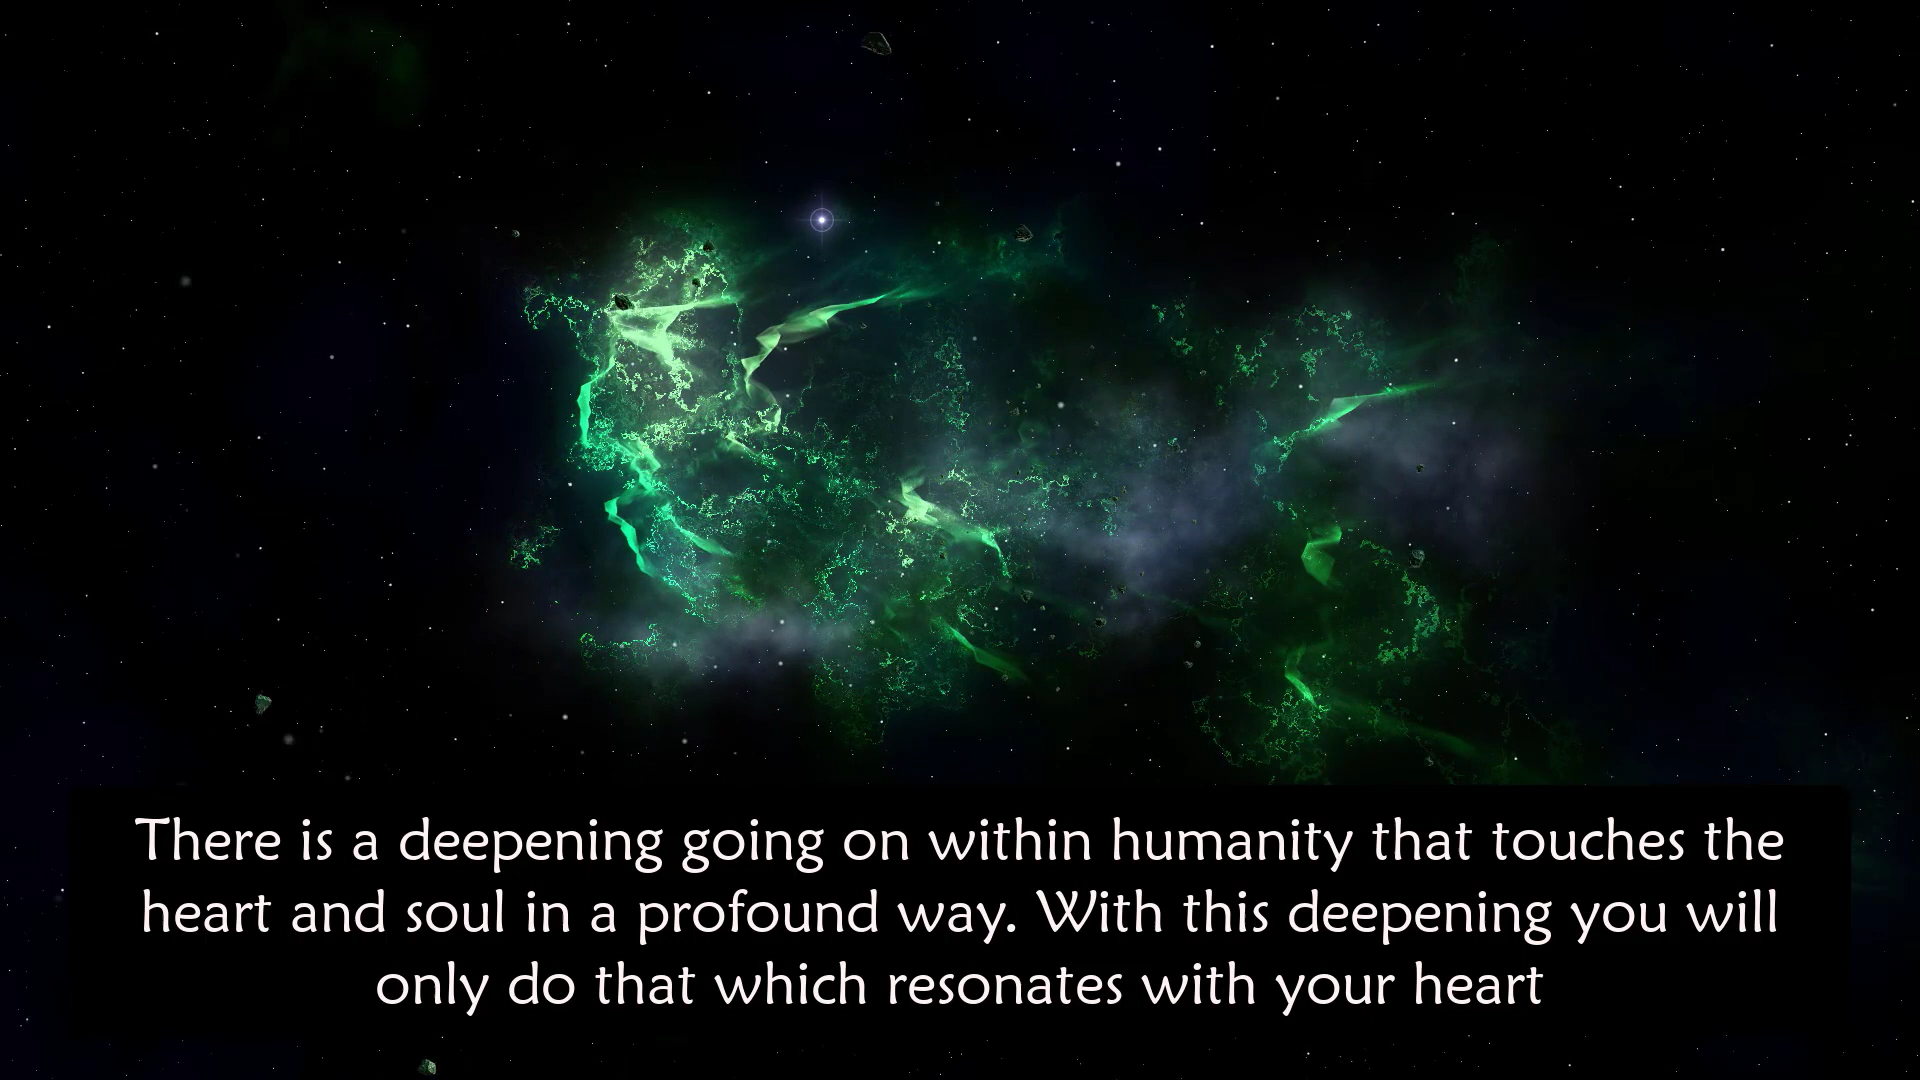 There is a deepening going on within humanity that touches the
heart and soul in a profound way. With this deepening you will
only do that which resonates with your heart